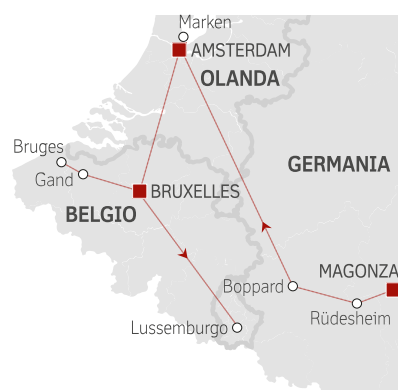 Marken
AMSTERDAM
OLANDA
Bruges
Gand
GERMANIA
BRUXELLES
BELGIO
MAGONZA
Boppard
Rüdesheim
Lussemburgo